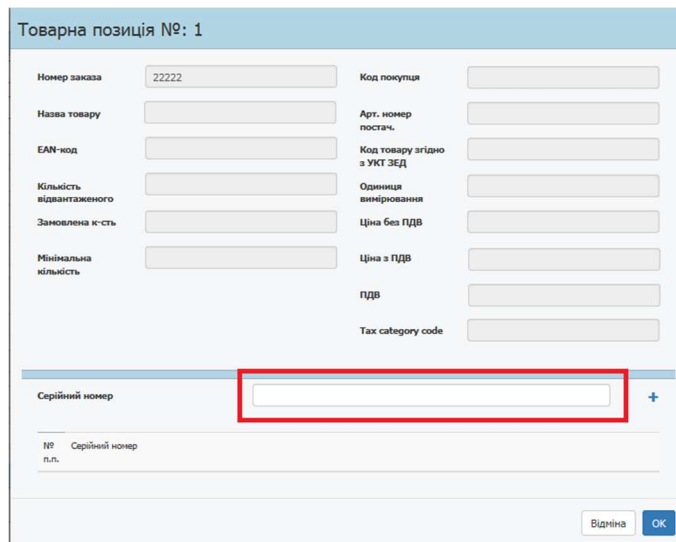 Товарна позиція №: 1
Номер заказа 22222 Код покупця
Назва товару Арт. номер
постач.
EAN-код Код товару згідно
з УКТ ЗЕД
Кількість
відвантаженого Одиниця
вимірювання
Замовлена к-сть Ціна без ПДВ
Мінімальна
кількість Ціна з ПДВ
ПДВ
Tax category code
Серійний номер +
№
п.п. Серійний номер
Відміна OK